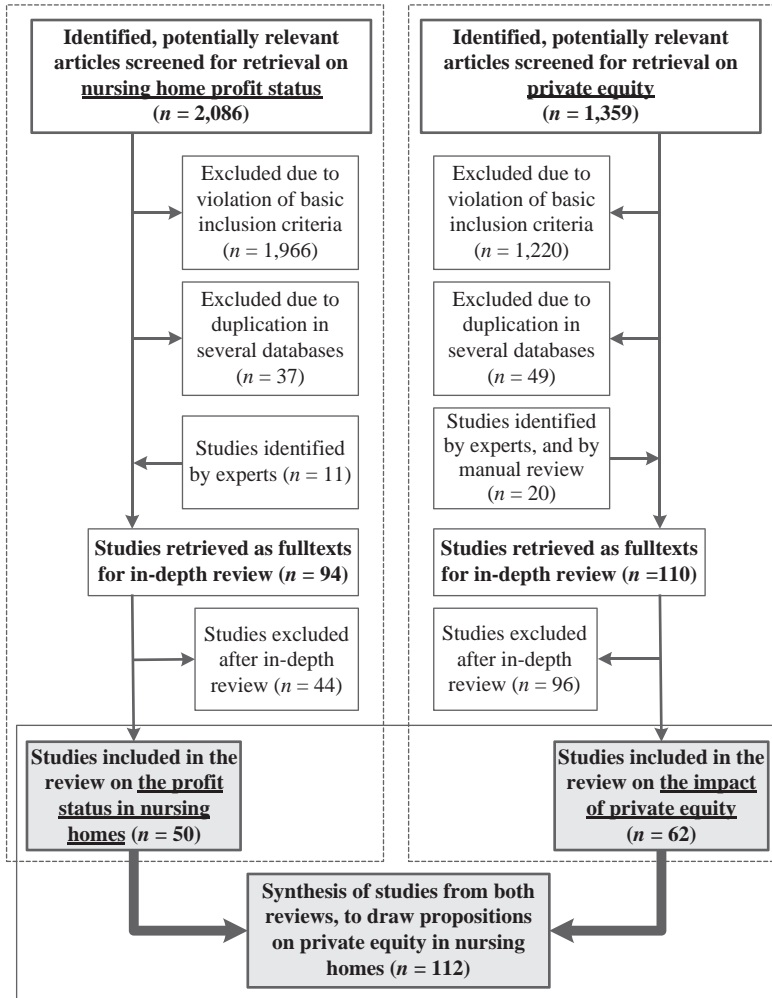 Identified, potentially relevant
articles screened for retrieval on
nursing home profit status
(n = 2,086)
Excluded due to
violation of basic
inclusion criteria
(n = 1,966)
Excluded due to
duplication in
several databases
(n = 37)
Studies identified
by experts (n = 11)
Studies retrieved as fulltexts
for in-depth review (n = 94)
Studies excluded
after in-depth
review (n = 44)
Studies included in the
review on the profit
status in nursing
homes (n = 50)
Identified, potentially relevant
articles screened for retrieval on
private equity
(n = 1,359)
Excluded due to
violation of basic
inclusion criteria
(n = 1,220)
Excluded due to
duplication in
several databases
(n = 49)
Studies identified
by experts, and by
manual review
(n = 20)
Studies retrieved as fulltexts
for in-depth review (n =110)
Studies excluded
after in-depth
review (n = 96)
Studies included in the
review on the impact
of private equity
(n = 62)
Synthesis of studies from both
reviews, to draw propositions
on private equity in nursing
homes (n = 112)